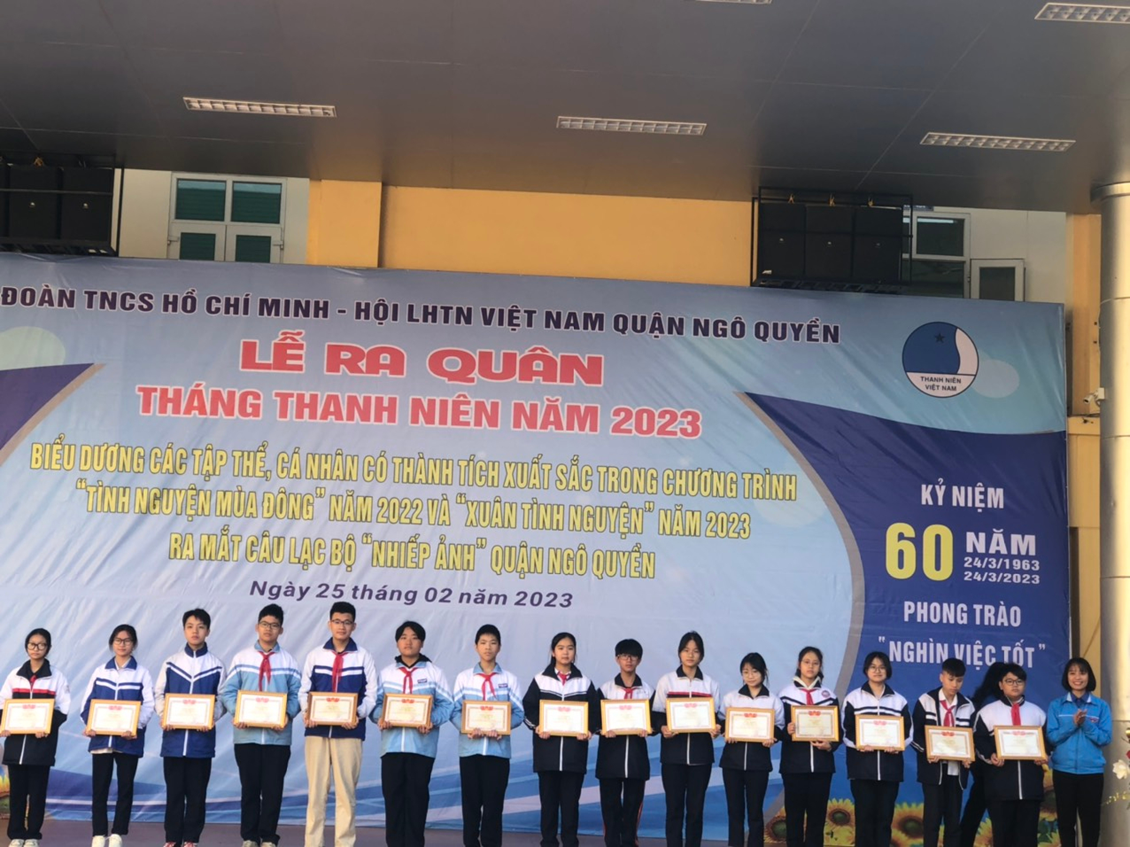 ĐOÀN TNCS HỒ CHÍ MINH - HỘI LHTN VIỆT NAM QUẬN NGÔ QUYỀN
LỄ RA QUÂN
THÁNG THANH NIÊN NĂM 2023
BIỂU DƯƠNG CÁC TẬP THỂ, CÁ NHÂN CÓ THÀNH TÍCH XUẤT SẮC TRONG CHƯƠNG TRÌNH
"TÌNH NGUYỆN MÙA ĐÔNG" NĂM 2022 VÀ "XUÂN TÌNH NGUYỆN" NĂM 2023
RA MẮT CÂU LẠC BỘ "NHIẾP ẢNH" QUẬN NGÔ QUYỀN
Ngày 25 tháng 02 năm 2023
THANH NIÊN
VIỆT NAM
KỶ NIỆM
60 NĂM
24/3/1963
24/3/2023
PHONG TRÀO
"NGHÌN VIỆC TỐT"